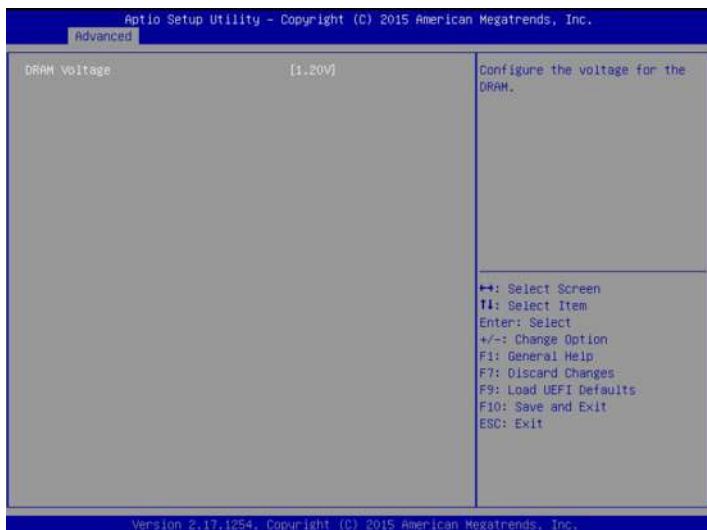 Aptio Setup Utility - Copyright (C) 2015 American Megatrends, Inc.
Advanced
DRAM Voltage [1.20V]
Configure the voltage for the
DRAM.
↔: Select Screen
↑↓: Select Item
Enter: Select
+/-: Change Option
F1: General Help
F7: Discard Changes
F9: Load UEFI Defaults
F10: Save and Exit
ESC: Exit
Version 2.17.1254. Copyright (C) 2015 American Megatrends, Inc.